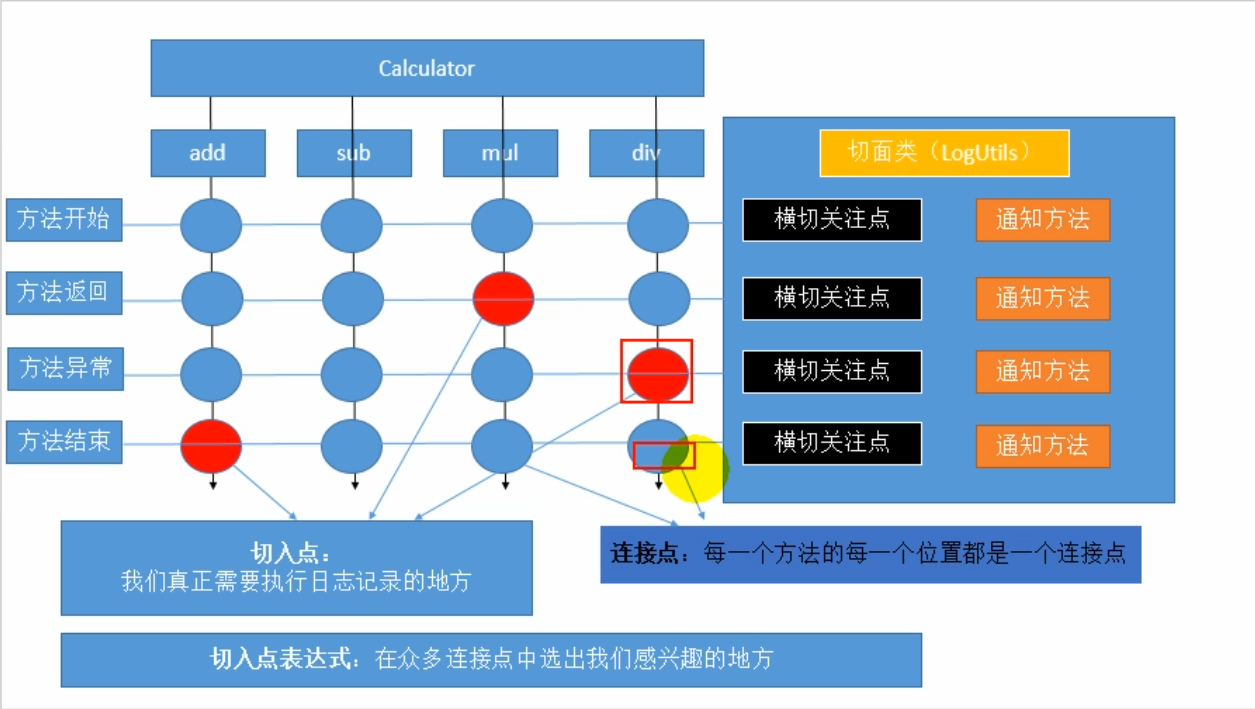 Calculator
add
sub
mul
div
切面类（LogUtils）
方法开始
横切关注点
通知方法
方法返回
横切关注点
通知方法
方法异常
横切关注点
通知方法
方法结束
横切关注点
通知方法
切入点：
我们真正需要执行日志记录的地方
连接点：每一个方法的每一个位置都是一个连接点
切入点表达式：在众多连接点中选出我们感兴趣的地方